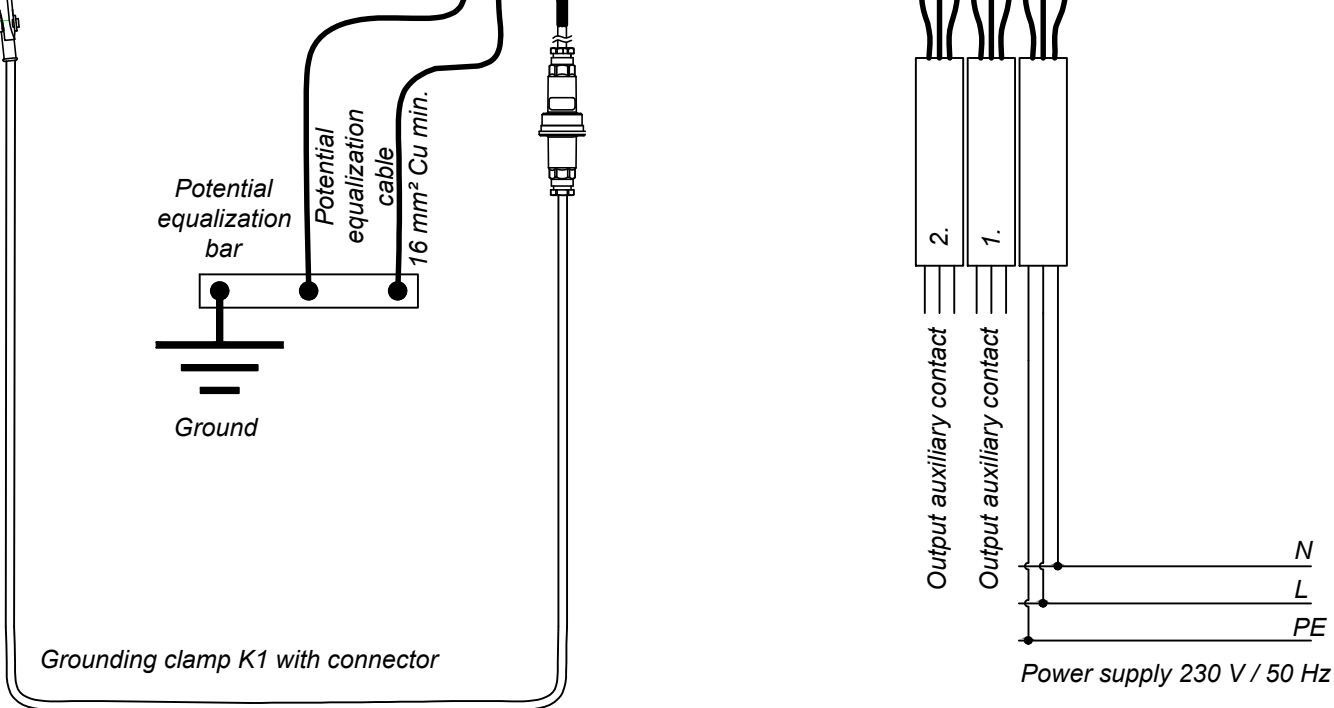 Potential
equalization
bar
Potential
equalization
cable
16 mm² Cu min.
Ground
Grounding clamp K1 with connector
2.
1.
Output auxiliary contact
Output auxiliary contact
N
L
PE
Power supply 230 V / 50 Hz